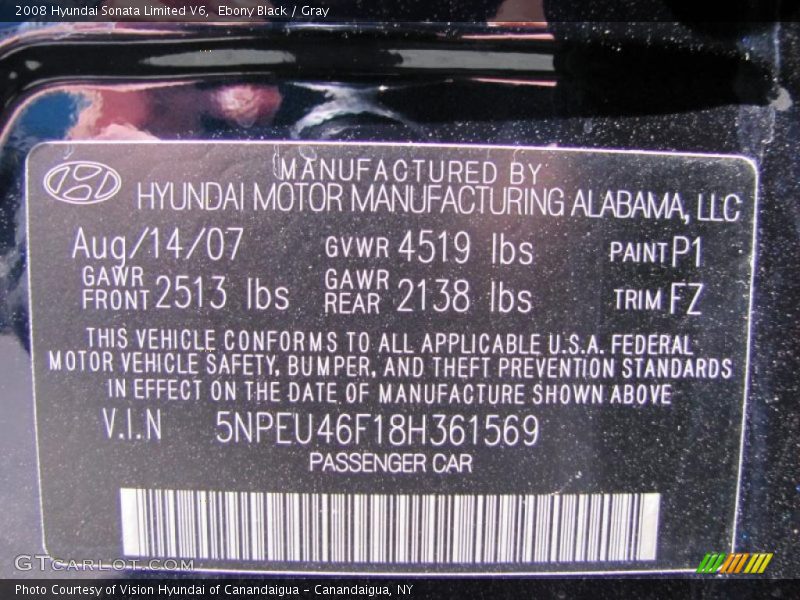 2008 Hyundai Sonata Limited V6,  Ebony Black / Gray
MANUFACTURED BY
HYUNDAI MOTOR MANUFACTURING ALABAMA, LLC
Aug/14/07 GVWR 4519 lbs PAINT P1
GAWR FRONT 2513 lbs GAWR REAR 2138 lbs TRIM FZ
THIS VEHICLE CONFORMS TO ALL APPLICABLE U.S.A. FEDERAL
MOTOR VEHICLE SAFETY, BUMPER, AND THEFT PREVENTION STANDARDS
IN EFFECT ON THE DATE OF MANUFACTURE SHOWN ABOVE
V.I.N 5NPEU46F18H361569
PASSENGER CAR
GTCARLOT.COM
Photo Courtesy of Vision Hyundai of Canandaigua - Canandaigua, NY